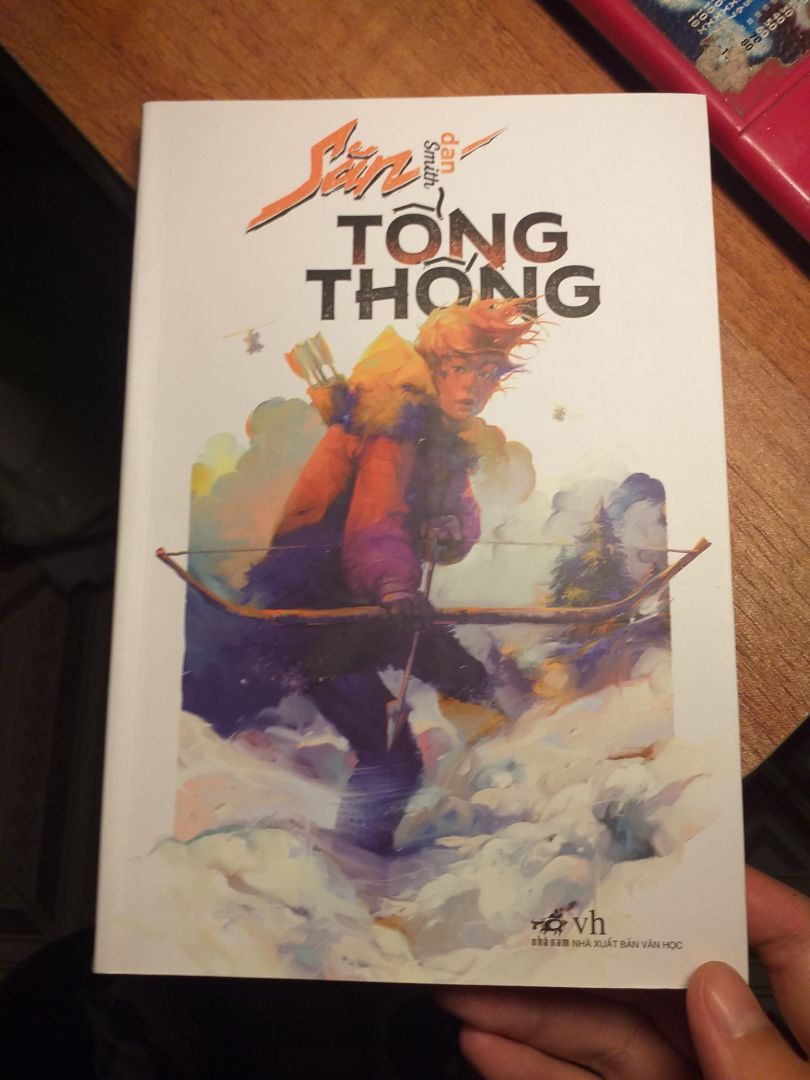 Săn
dan
Smith
TỔNG
THỐNG
vh
nhã nam NHÀ XUẤT BẢN VĂN HỌC